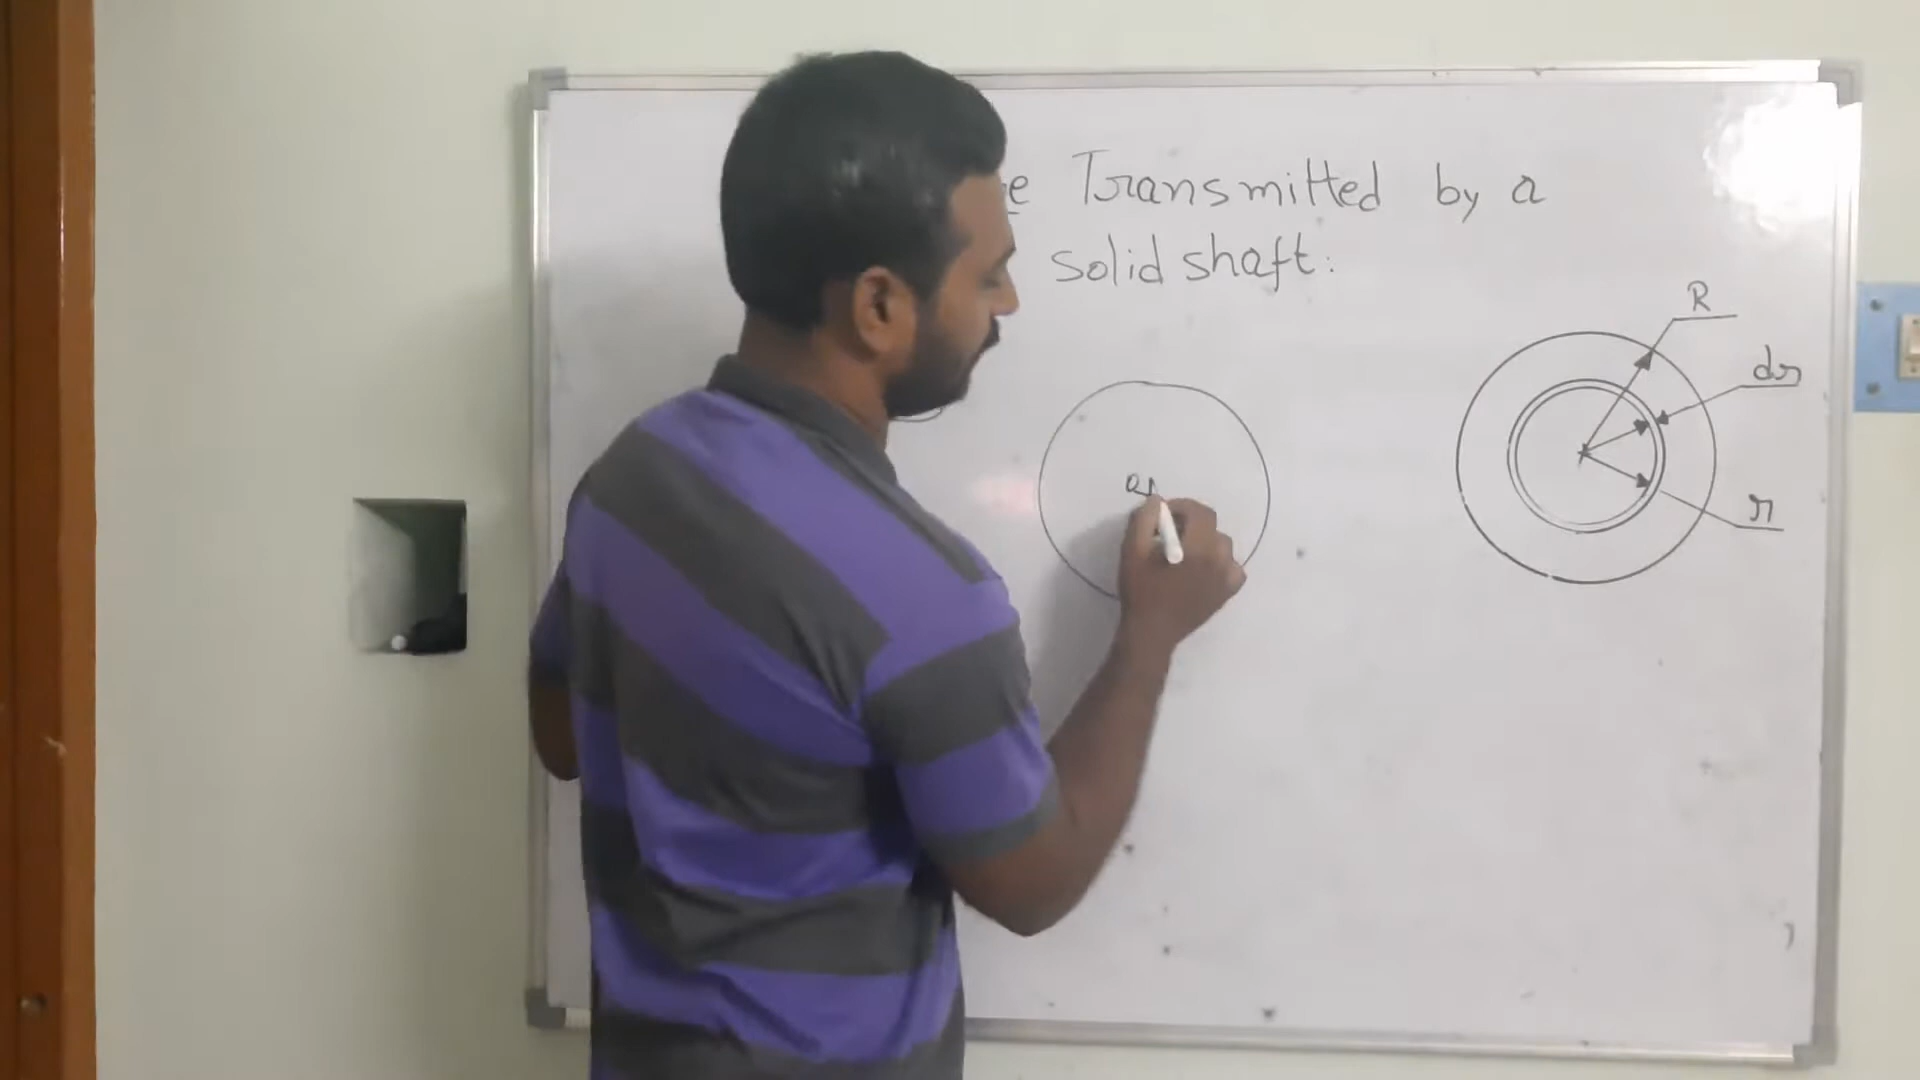 Transmitted by a
solid shaft:
R
dr
r